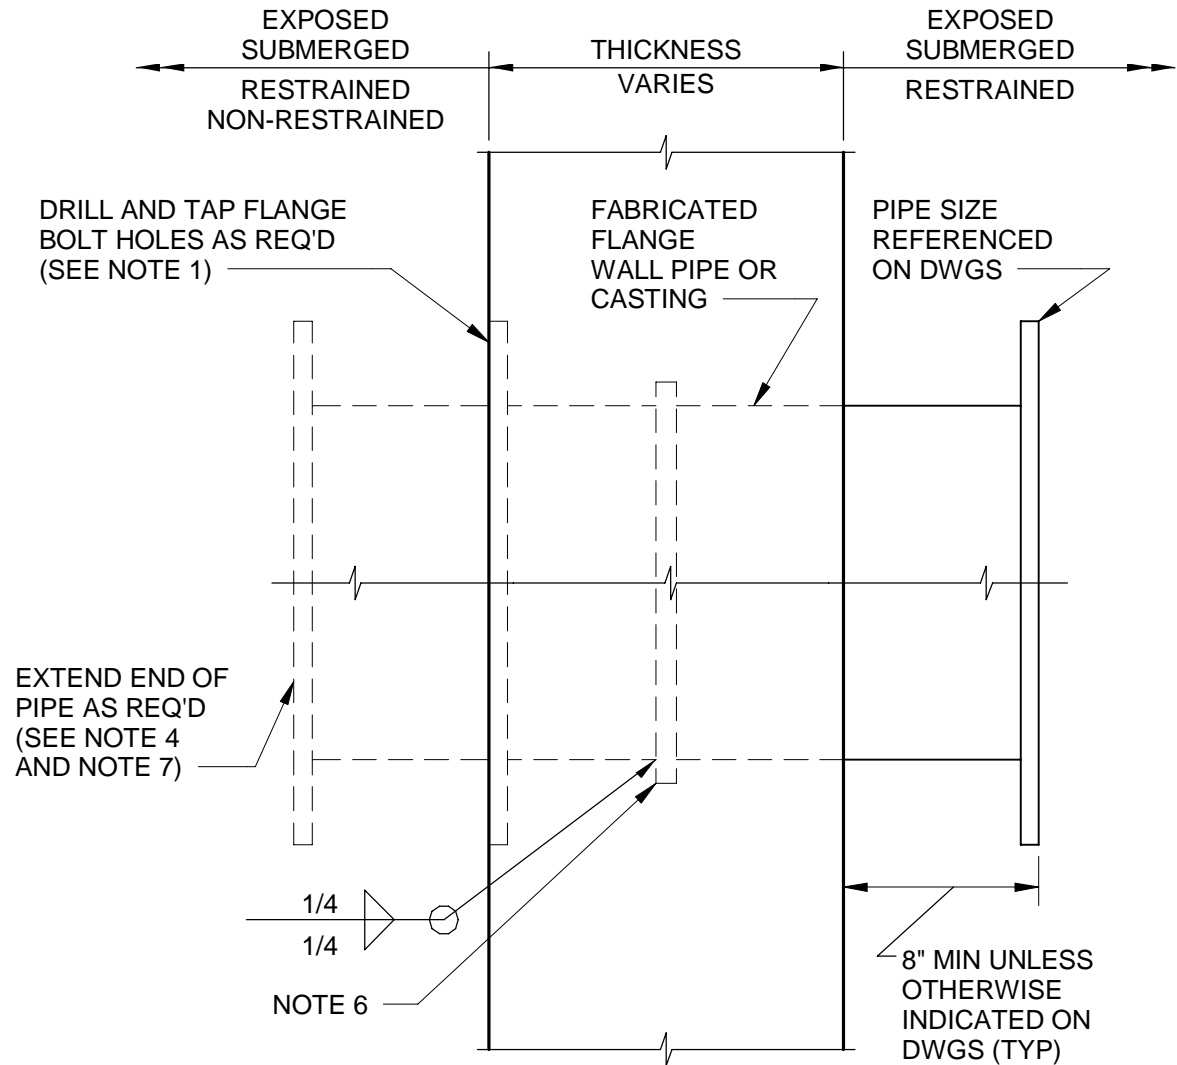 EXPOSED
SUBMERGED
RESTRAINED
NON-RESTRAINED
THICKNESS
VARIES
EXPOSED
SUBMERGED
RESTRAINED
DRILL AND TAP FLANGE
BOLT HOLES AS REQ'D
(SEE NOTE 1)
FABRICATED
FLANGE
WALL PIPE OR
CASTING
PIPE SIZE
REFERENCED
ON DWGS
EXTEND END OF
PIPE AS REQ'D
(SEE NOTE 4
AND NOTE 7)
1/4
1/4
NOTE 6
8" MIN UNLESS
OTHERWISE
INDICATED ON
DWGS (TYP)